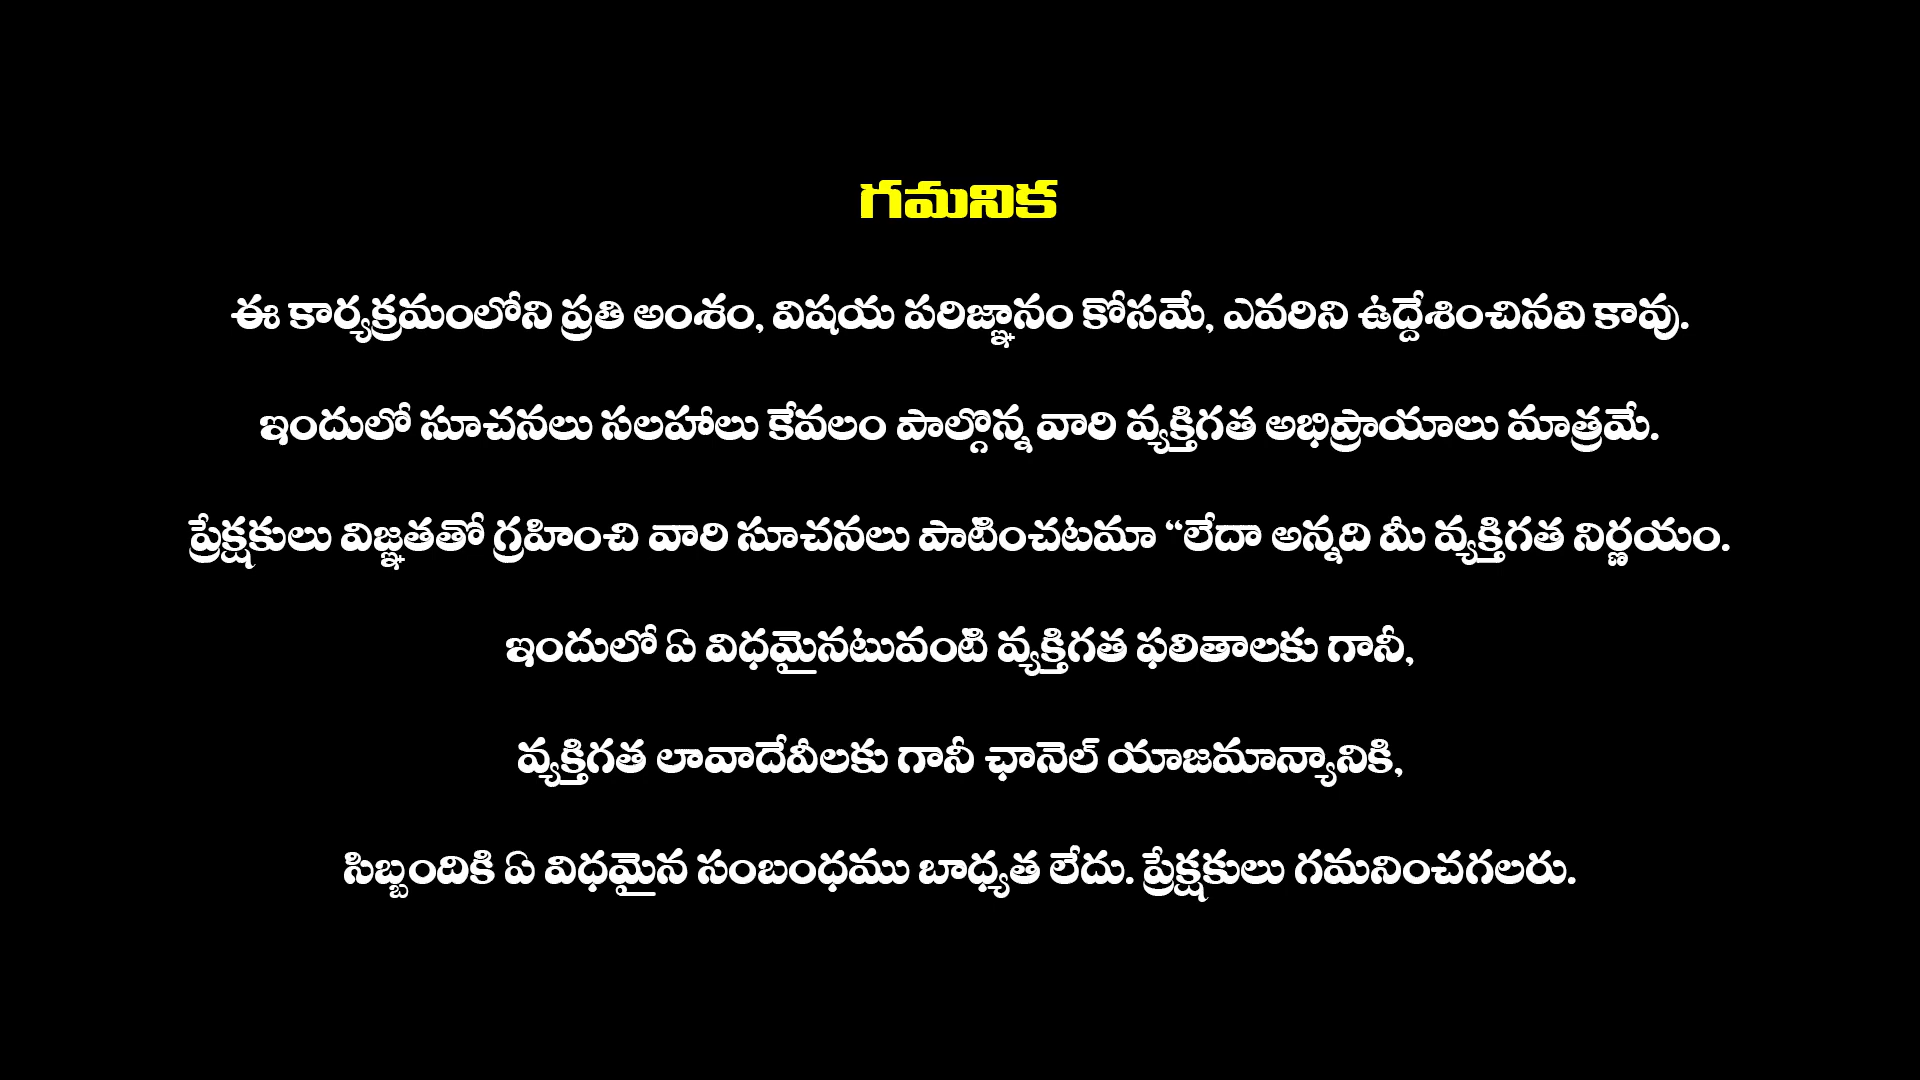 గమనిక
ఈ కార్యక్రమంలోని ప్రతి అంశం, విషయ పరిజ్ఞానం కోసమే, ఎవరిని ఉద్దేశించినవి కావు.
ఇందులో సూచనలు సలహాలు కేవలం పాల్గొన్న వారి వ్యక్తిగత అభిప్రాయాలు మాత్రమే.
ప్రేక్షకులు విజ్ఞతతో గ్రహించి వారి సూచనలు పాటించటమా “లేదా అన్నది మీ వ్యక్తిగత నిర్ణయం.
ఇందులో ఏ విధమైనటువంటి వ్యక్తిగత ఫలితాలకు గానీ,
వ్యక్తిగత లావాదేవీలకు గానీ ఛానెల్ యాజమాన్యానికి,
సిబ్బందికి ఏ విధమైన సంబంధము బాధ్యత లేదు. ప్రేక్షకులు గమనించగలరు.